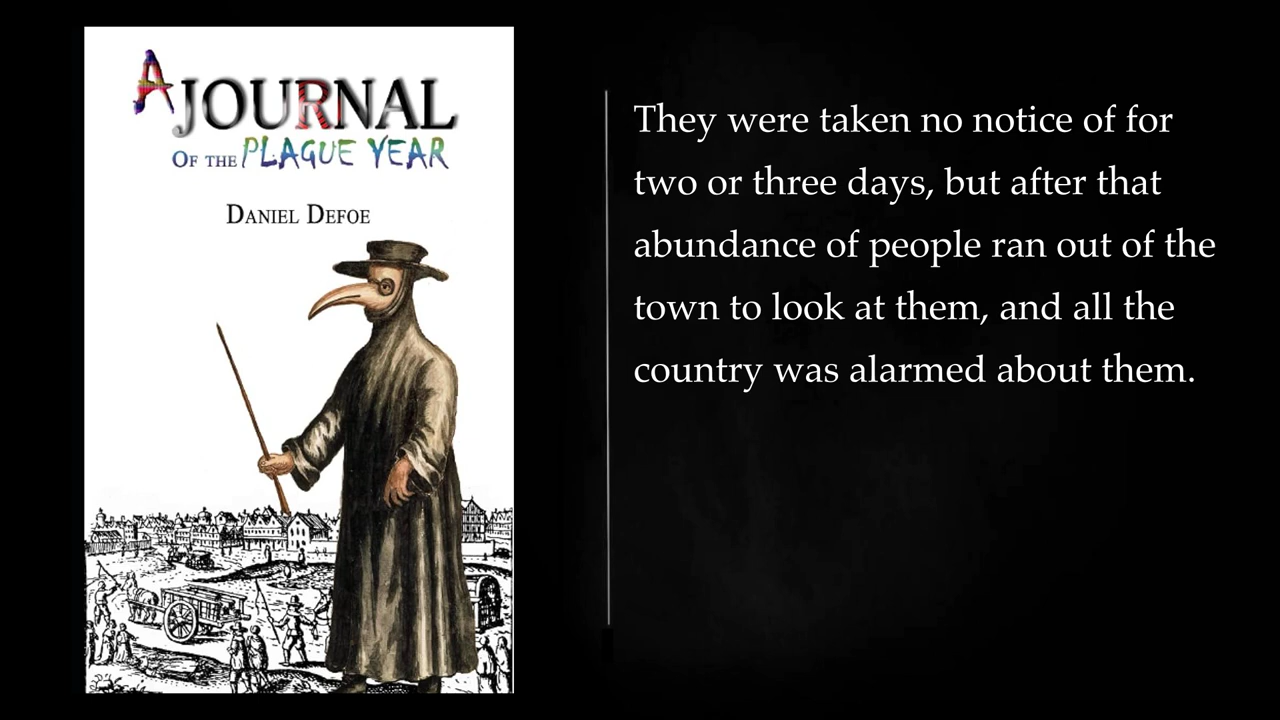 A JOURNAL
OF THE PLAGUE YEAR
DANIEL DEFOE
They were taken no notice of for
two or three days, but after that
abundance of people ran out of the
town to look at them, and all the
country was alarmed about them.